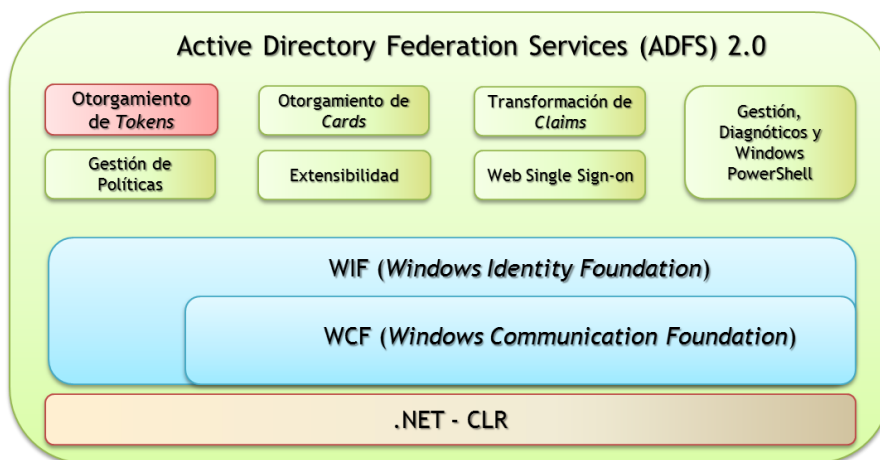 Active Directory Federation Services (ADFS) 2.0
Otorgamiento
de Tokens
Otorgamiento de
Cards
Transformación de
Claims
Gestión,
Diagnóticos y
Windows
PowerShell
Gestión de
Políticas
Extensibilidad
Web Single Sign-on
WIF (Windows Identity Foundation)
WCF (Windows Communication Foundation)
.NET - CLR